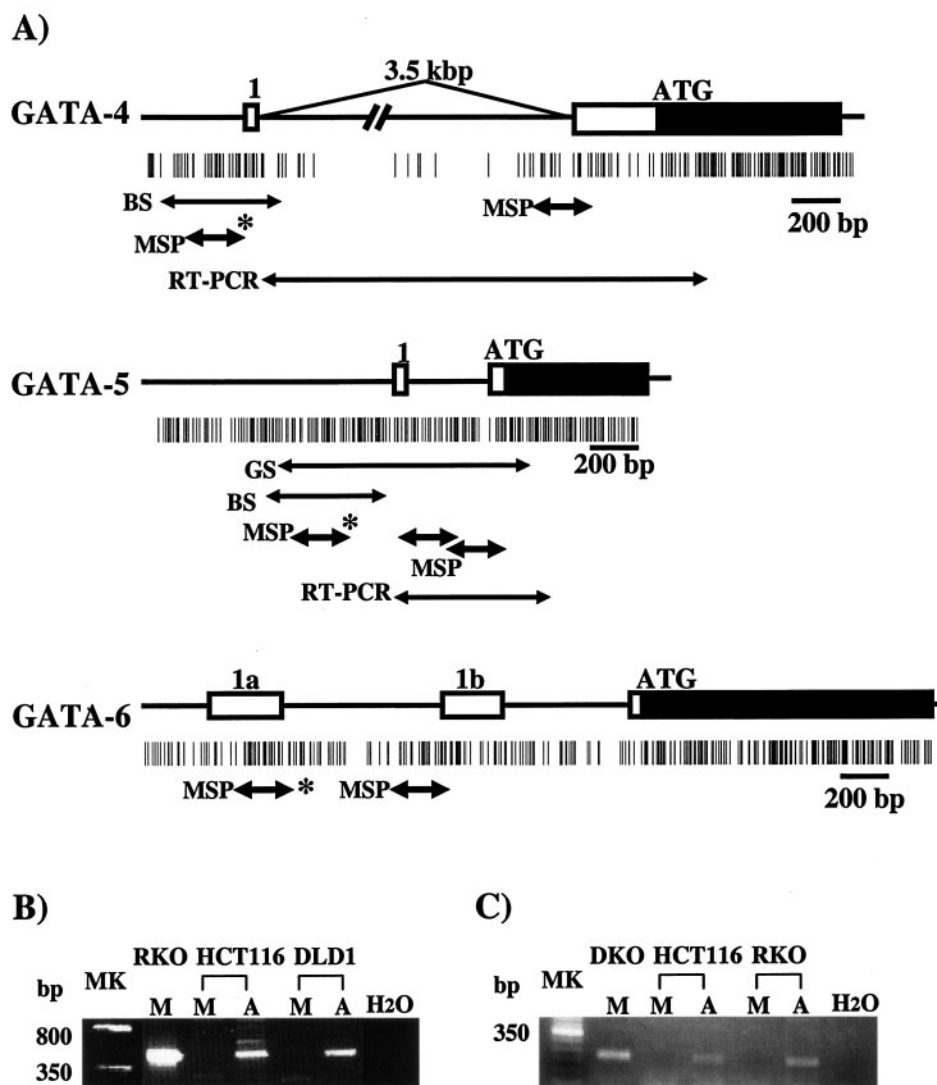 A)
3.5 kbp
1
ATG
GATA-4
BS
MSP
200 bp
MSP *
RT-PCR
1
ATG
GATA-5
200 bp
GS
BS
MSP *
MSP
RT-PCR
1a
1b
ATG
GATA-6
MSP * MSP
200 bp
B)
RKO HCT116 DLD1
bp MK M M A M A H2O
800
350
C)
DKO HCT116 RKO
bp MK M M A M A H2O
350